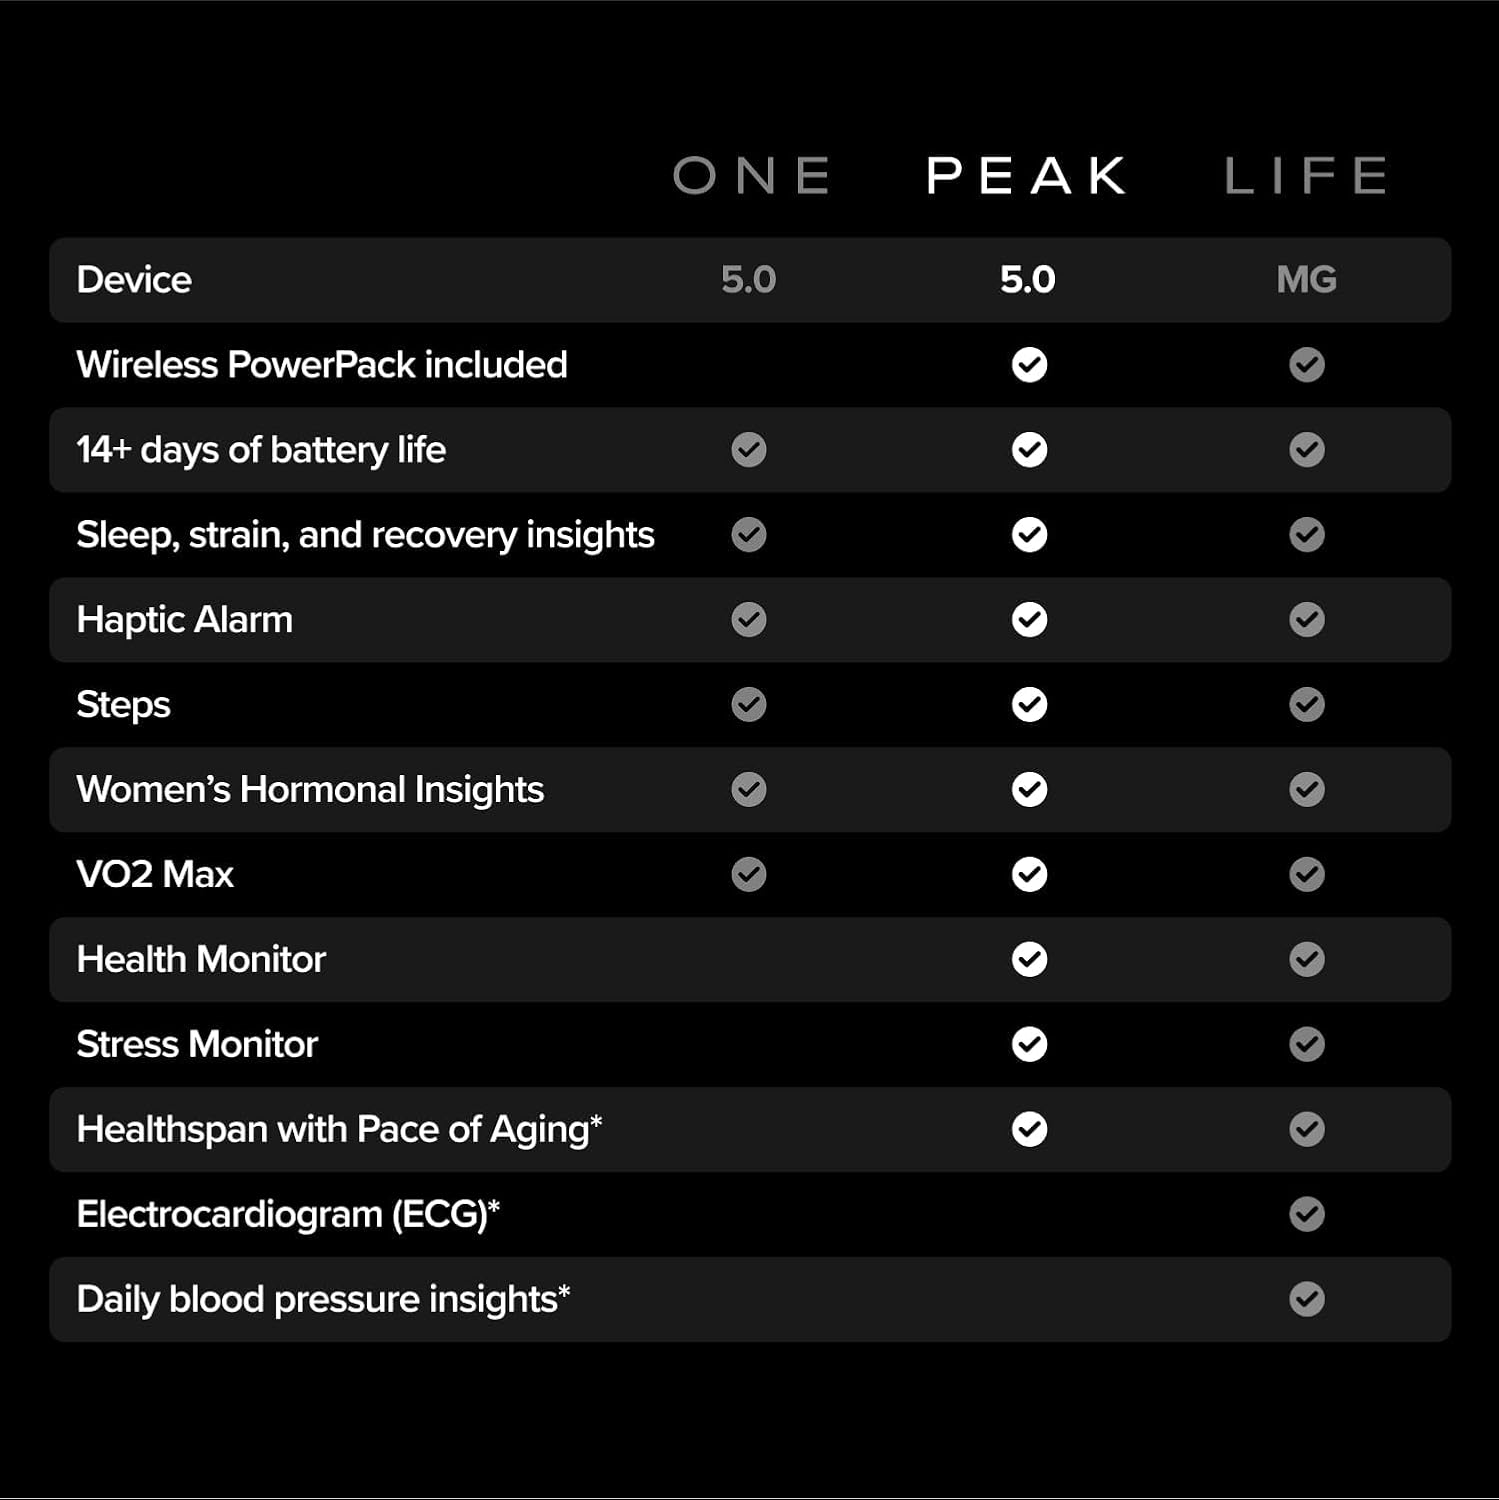 ONE PEAK LIFE
Device 5.0 5.0 MG
Wireless PowerPack included
14+ days of battery life
Sleep, strain, and recovery insights
Haptic Alarm
Steps
Women’s Hormonal Insights
VO2 Max
Health Monitor
Stress Monitor
Healthspan with Pace of Aging*
Electrocardiogram (ECG)*
Daily blood pressure insights*